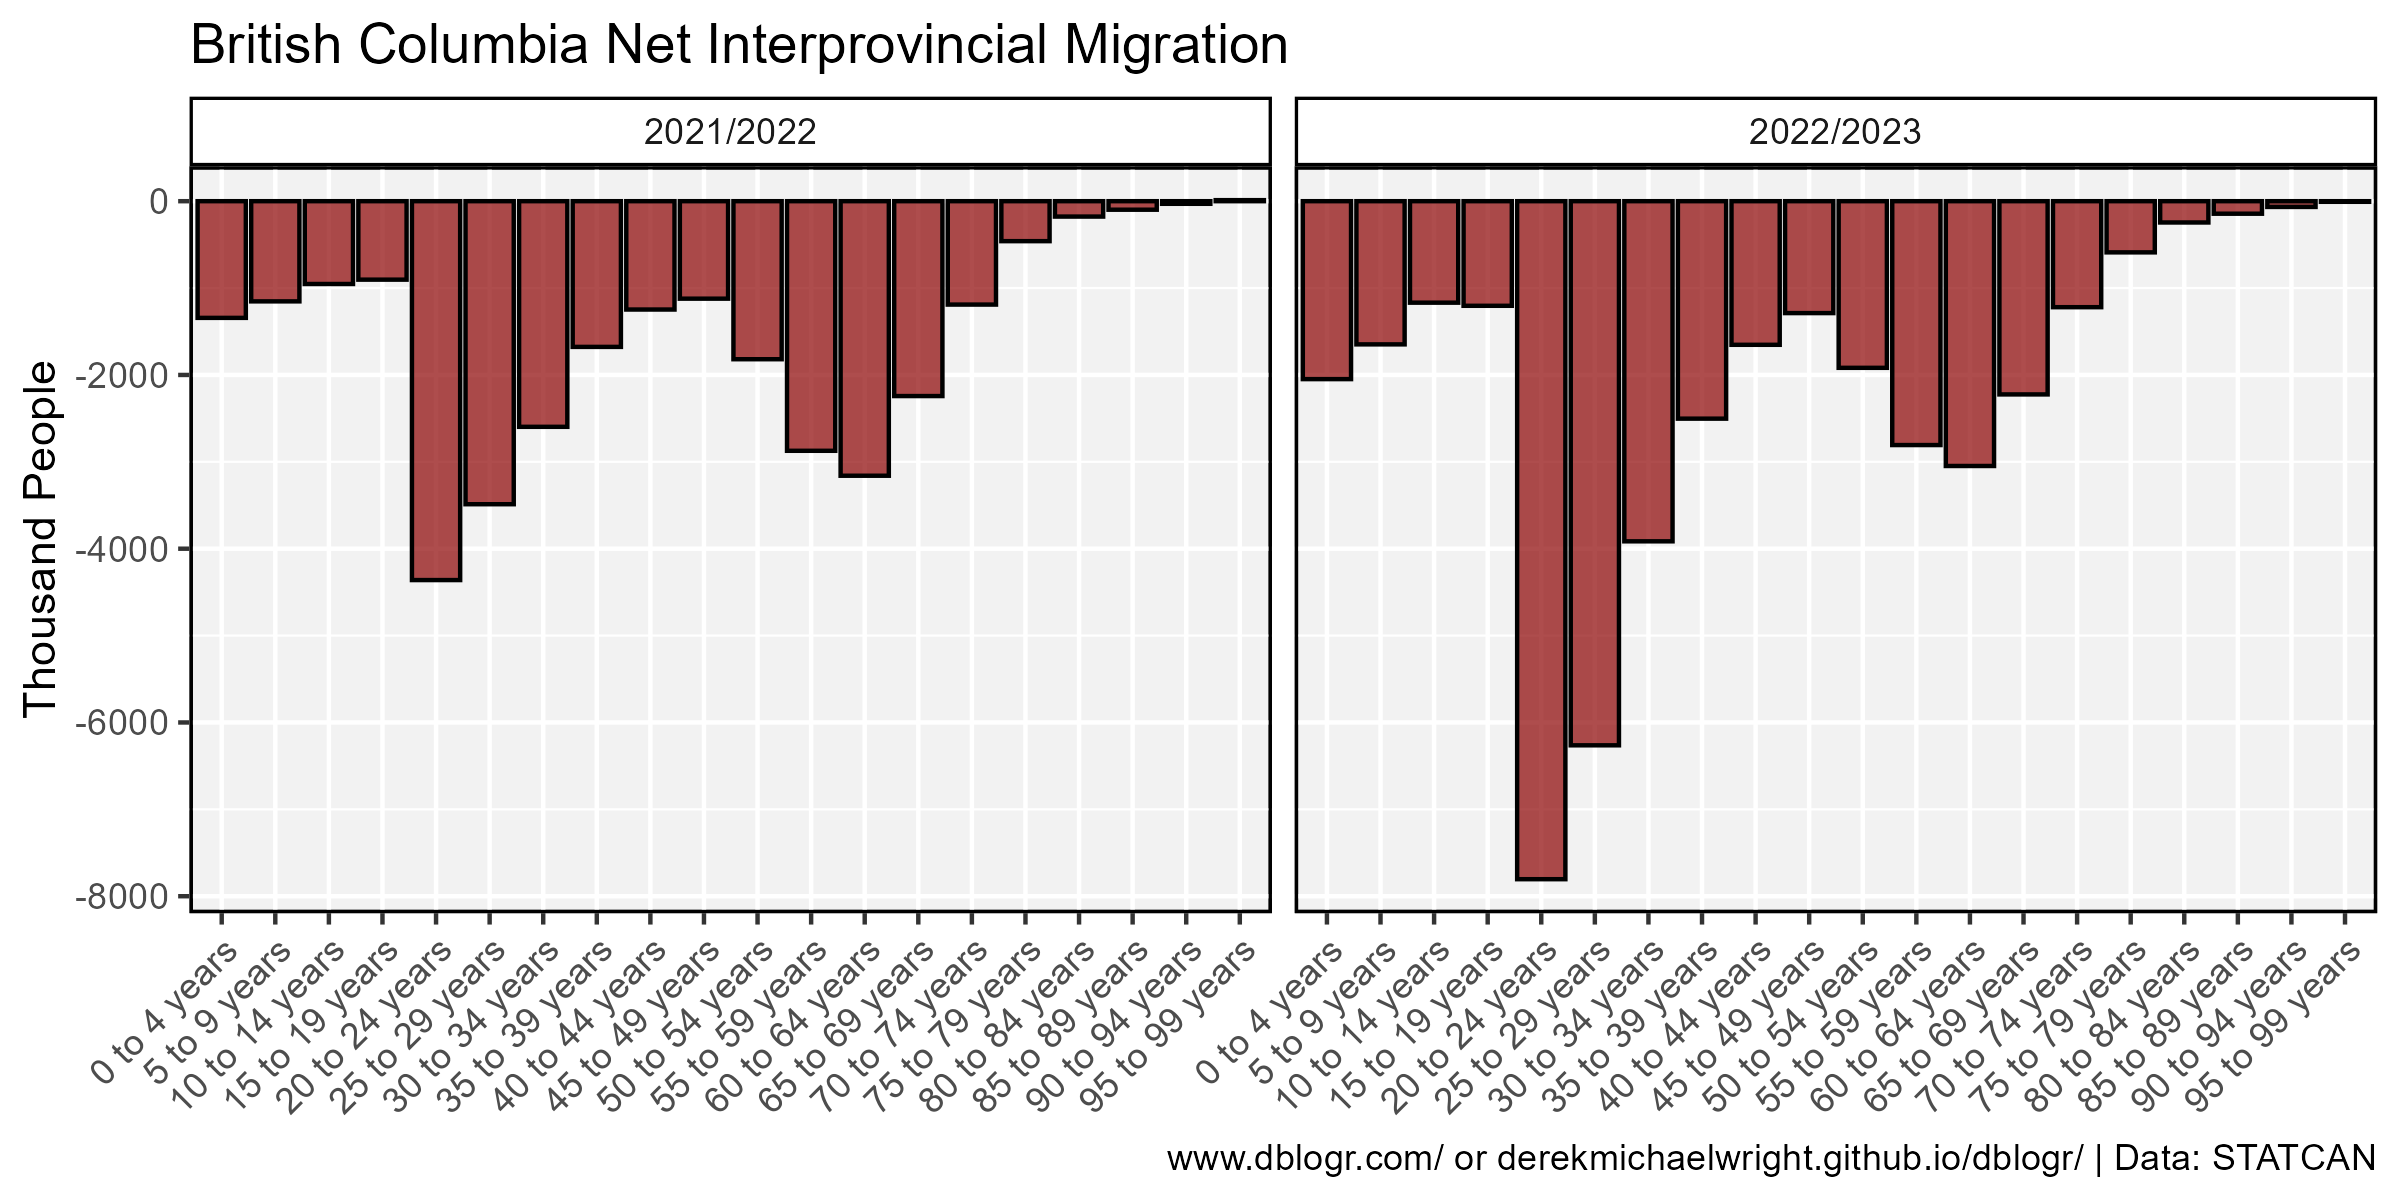 British Columbia Net Interprovincial Migration
2021/2022
2022/2023
Thousand People
0
-2000
-4000
-6000
-8000
0 to 4 years
5 to 9 years
10 to 14 years
15 to 19 years
20 to 24 years
25 to 29 years
30 to 34 years
35 to 39 years
40 to 44 years
45 to 49 years
50 to 54 years
55 to 59 years
60 to 64 years
65 to 69 years
70 to 74 years
75 to 79 years
80 to 84 years
85 to 89 years
90 to 94 years
95 to 99 years
0 to 4 years
5 to 9 years
10 to 14 years
15 to 19 years
20 to 24 years
25 to 29 years
30 to 34 years
35 to 39 years
40 to 44 years
45 to 49 years
50 to 54 years
55 to 59 years
60 to 64 years
65 to 69 years
70 to 74 years
75 to 79 years
80 to 84 years
85 to 89 years
90 to 94 years
95 to 99 years
www.dblogr.com/ or derekmichaelwright.github.io/dblogr/ | Data: STATCAN